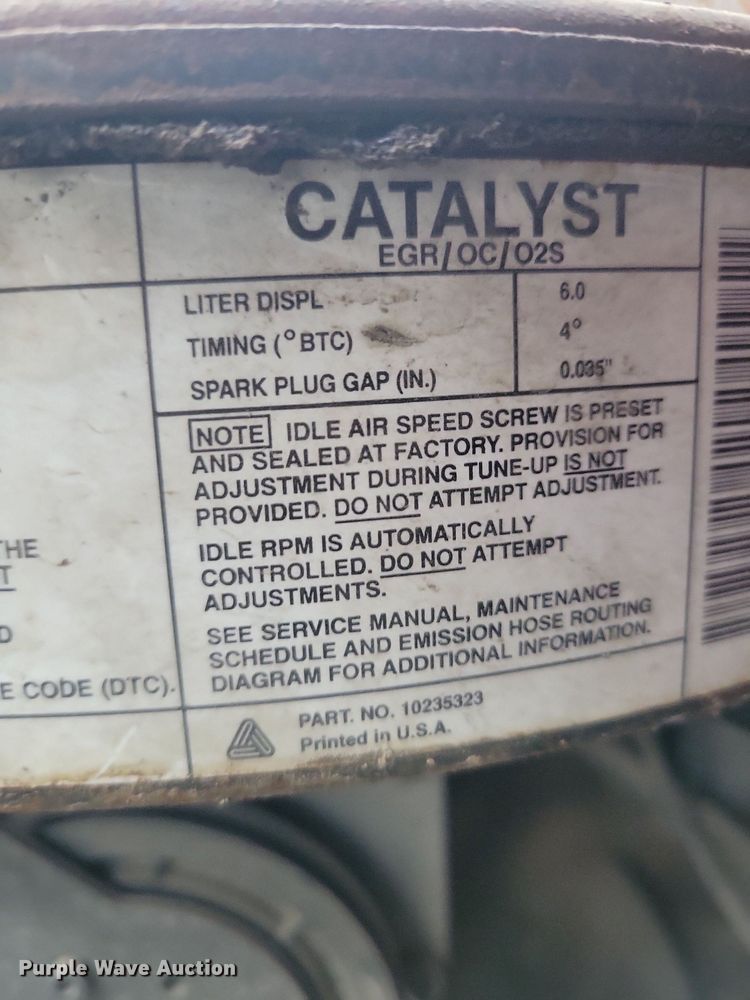 CATALYST
EGR/OC/O2S
LITER DISPL 6.0
TIMING (°BTC) 4°
SPARK PLUG GAP (IN.) 0.035"
NOTE IDLE AIR SPEED SCREW IS PRESET
AND SEALED AT FACTORY. PROVISION FOR
ADJUSTMENT DURING TUNE-UP IS NOT
PROVIDED. DO NOT ATTEMPT ADJUSTMENT.
IDLE RPM IS AUTOMATICALLY
CONTROLLED. DO NOT ATTEMPT
ADJUSTMENTS.
SEE SERVICE MANUAL, MAINTENANCE
SCHEDULE AND EMISSION HOSE ROUTING
DIAGRAM FOR ADDITIONAL INFORMATION.
HE
T
D
E CODE (DTC).
PART. NO. 10235323
Printed in U.S.A.
Purple Wave Auction